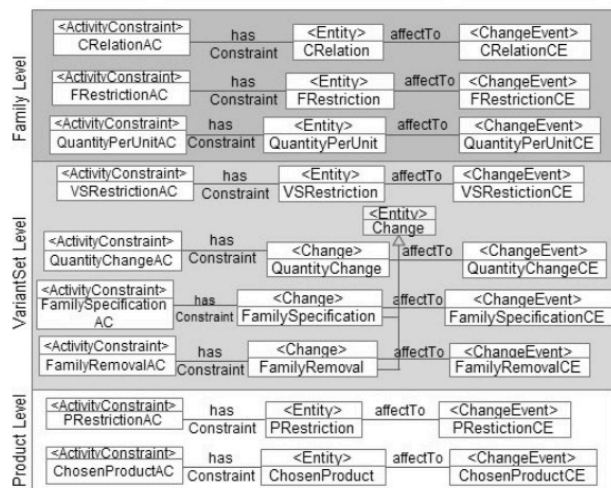 Family Level
<ActivityConstraint>
CRelationAC
has
Constraint
<Entity>
CRelation
affectTo
<ChangeEvent>
CRelationCE
<ActivityConstraint>
FRestrictionAC
has
Constraint
<Entity>
FRestriction
affectTo
<ChangeEvent>
FRestrictionCE
<ActivityConstraint>
QuantityPerUnitAC
has
Constraint
<Entity>
QuantityPerUnit
affectTo
<ChangeEvent>
QuantityPerUnitCE
VariantSet Level
<ActivityConstraint>
VSRestrictionAC
has
Constraint
<Entity>
VSRestriction
affectTo
<ChangeEvent>
VSRestictionCE
<Entity>
Change
<ActivityConstraint>
QuantityChangeAC
has
Constraint
<Change>
QuantityChange
affectTo
<ChangeEvent>
QuantityChangeCE
<ActivityConstraint>
FamilySpecification
AC
has
Constraint
<Change>
FamilySpecification
affectTo
<ChangeEvent>
FamilySpecificationCE
<ActivityConstraint>
FamilyRemovalAC
has
Constraint
<Change>
FamilyRemoval
affectTo
<ChangeEvent>
FamilyRemovalCE
Product Level
<ActivityConstraint>
PRestrictionAC
has
Constraint
<Entity>
PRestriction
affectTo
<ChangeEvent>
PRestictionCE
<ActivityConstraint>
ChosenProductAC
has
Constraint
<Entity>
ChosenProduct
affectTo
<ChangeEvent>
ChosenProductCE